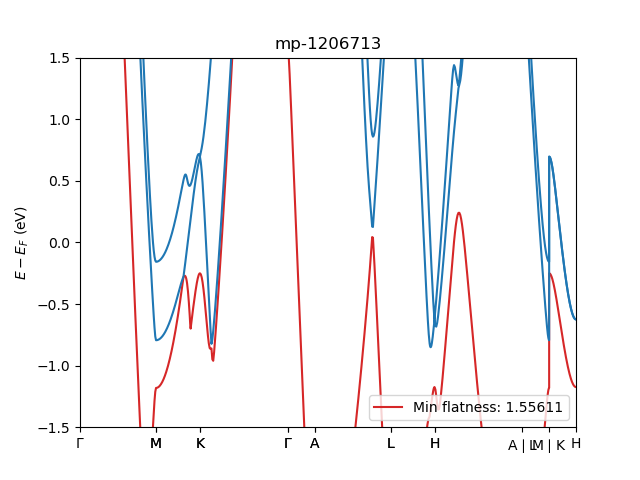 mp-1206713
E − E_F (eV)
1.5
1.0
0.5
0.0
−0.5
−1.0
−1.5
Min flatness: 1.55611
Γ M K Γ A L H A | L M | K H